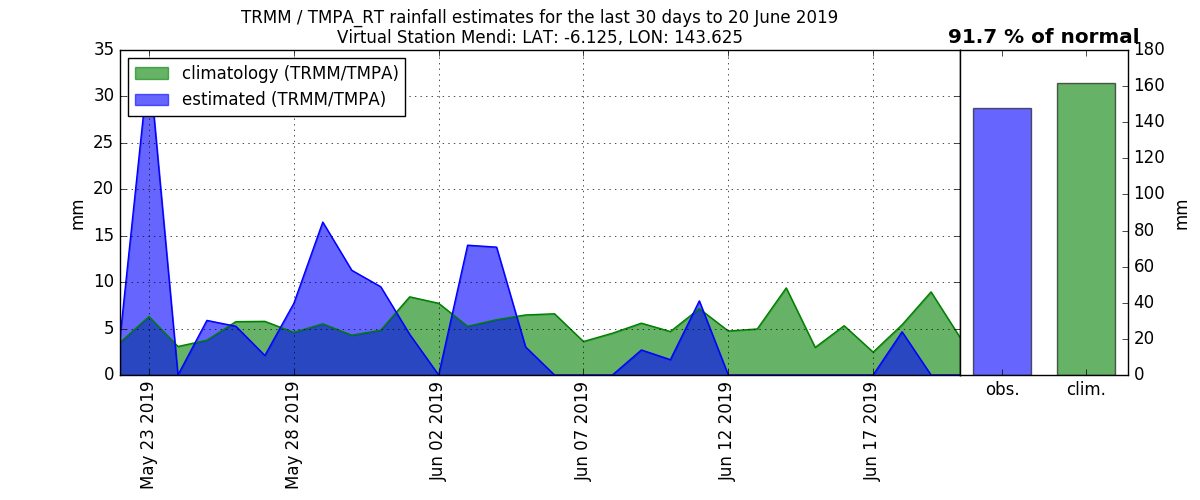 TRMM / TMPA_RT rainfall estimates for the last 30 days to 20 June 2019
Virtual Station Mendi: LAT: -6.125, LON: 143.625
91.7 % of normal
climatology (TRMM/TMPA)
estimated (TRMM/TMPA)
35
30
25
20
15
10
5
0
mm
May 23 2019
May 28 2019
Jun 02 2019
Jun 07 2019
Jun 12 2019
Jun 17 2019
obs.
clim.
180
160
140
120
100
80
60
40
20
0
mm